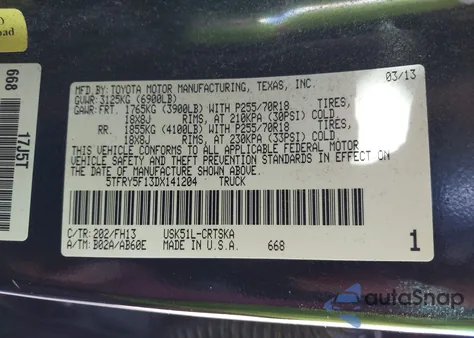 668
17J5T
MFD.BY:TOYOTA MOTOR MANUFACTURING, TEXAS, INC. 03/13
GVWR:3125KG (6900LB)
GAWR:FRT. 1765KG (3900LB) WITH P255/70R18 TIRES,
18X8J RIMS, AT 210KPA (30PSI) COLD.
RR. 1855KG (4100LB) WITH P255/70R18 TIRES,
18X8J RIMS, AT 230KPA (33PSI) COLD.
THIS VEHICLE CONFORMS TO ALL APPLICABLE FEDERAL MOTOR
VEHICLE SAFETY AND THEFT PREVENTION STANDARDS IN EFFECT ON
THE DATE OF MANUFACTURE SHOWN ABOVE.
5TFRY5F13DX141204 TRUCK
C/TR:202/FH13 USK51L-CRTSKA
A/TM:B02A/AB60E MADE IN U.S.A. 668 1
autoSnap